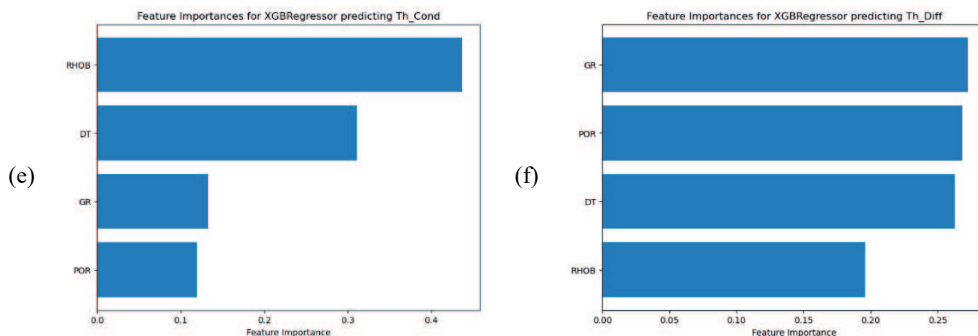 Feature Importances for XGBRegressor predicting Th_Cond
RHOB
DT
GR
POR
0.0 0.1 0.2 0.3 0.4
Feature Importance
(e)
Feature Importances for XGBRegressor predicting Th_Diff
GR
POR
DT
RHOB
0.00 0.05 0.10 0.15 0.20 0.25
Feature Importance
(f)